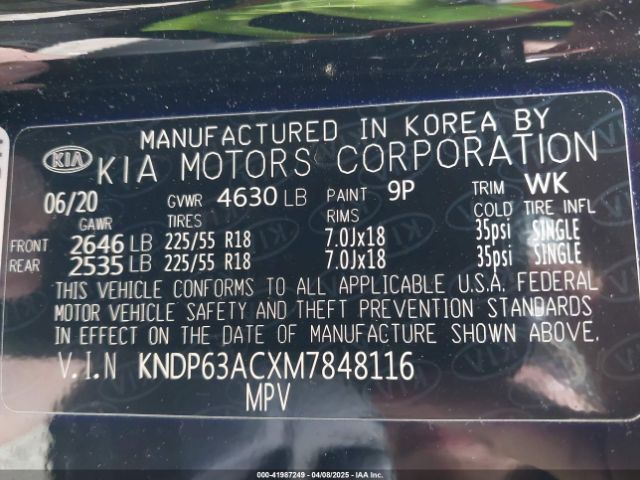 MANUFACTURED IN KOREA BY
KIA KIA MOTORS CORPORATION
06/20 GVWR 4630 LB PAINT 9P TRIM WK
GAWR TIRES RIMS COLD TIRE INFL
FRONT 2646 LB 225/55 R18 7.0Jx18 35psi SINGLE
REAR 2535 LB 225/55 R18 7.0Jx18 35psi SINGLE
THIS VEHICLE CONFORMS TO ALL APPLICABLE U.S.A. FEDERAL
MOTOR VEHICLE SAFETY AND THEFT PREVENTION STANDARDS
IN EFFECT ON THE DATE OF MANUFACTURE SHOWN ABOVE.
V.I.N KNDP63ACXM7848116
MPV
000-41987249 - 04/08/2025 - IAA Inc.